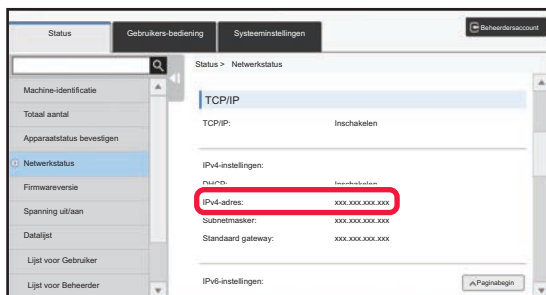 Status
Gebruikers-bediening
Systeeminstellingen
Beheerdersaccount
Status > Netwerkstatus
Machine-identificatie
Totaal aantal
Apparaatstatus bevestigen
Netwerkstatus
Firmwareversie
Spanning uit/aan
Datalijst
Lijst voor Gebruiker
Lijst voor Beheerder
TCP/IP
TCP/IP: Inschakelen
IPv4-instellingen:
DHCP: Inschakelen
IPv4-adres: xxx.xxx.xxx.xxx
Subnetmasker: xxx.xxx.xxx.xxx
Standaard gateway: xxx.xxx.xxx.xxx
IPv6-instellingen:
Paginabegin